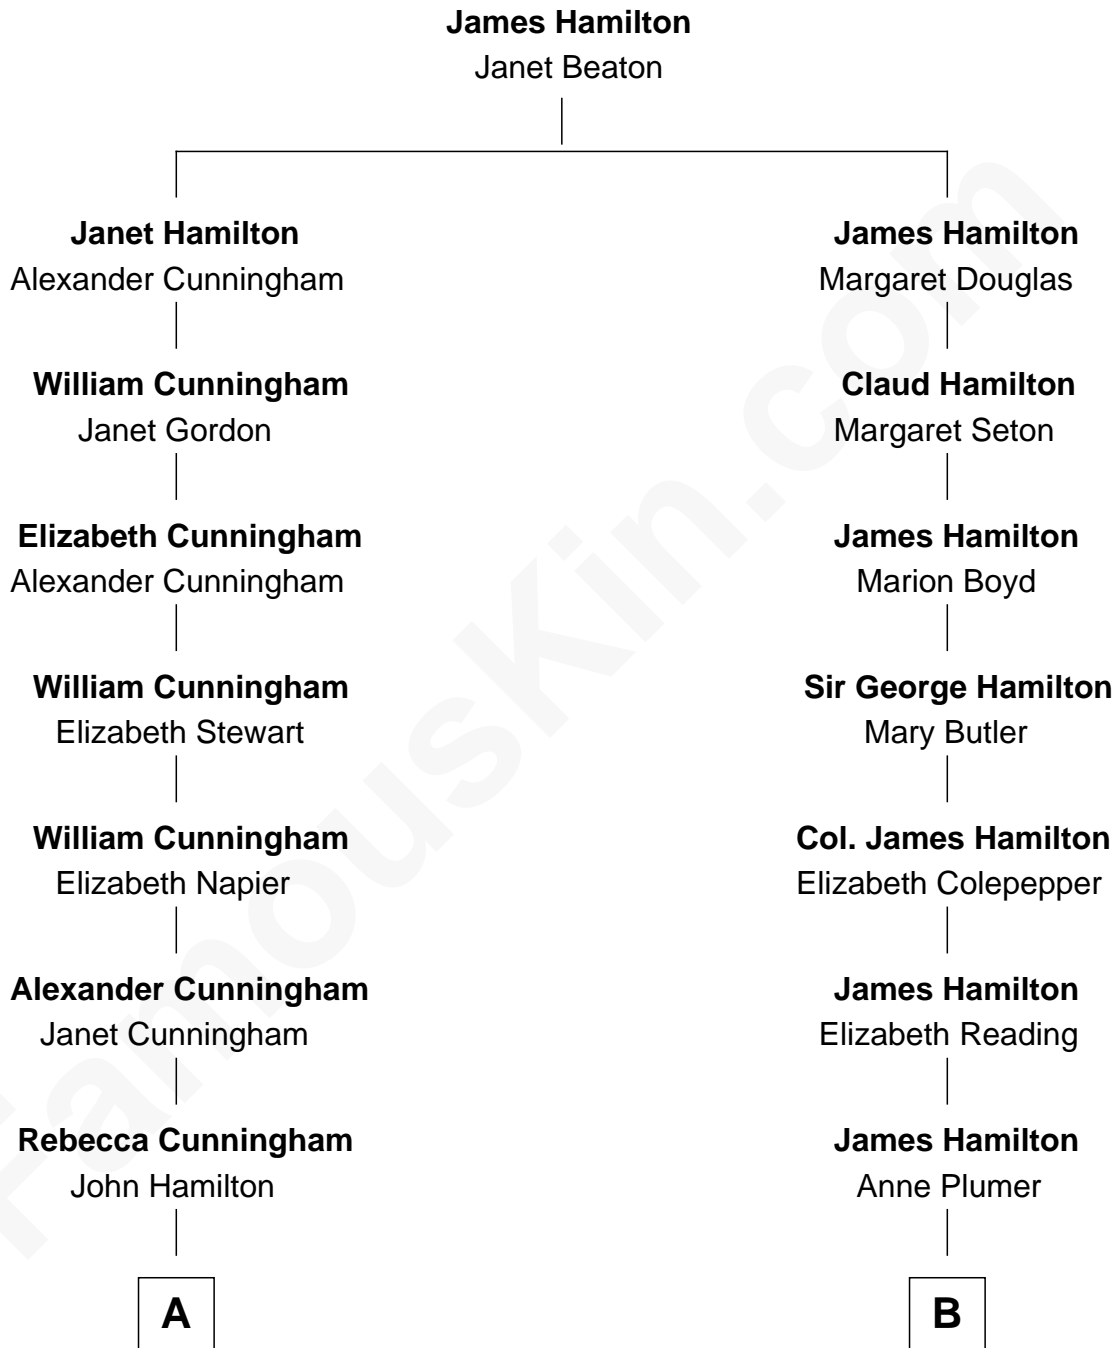 James Hamilton
Janet Beaton
Janet Hamilton
Alexander Cunningham
James Hamilton
Margaret Douglas
William Cunningham
Janet Gordon
Claud Hamilton
Margaret Seton
Elizabeth Cunningham
Alexander Cunningham
James Hamilton
Marion Boyd
William Cunningham
Elizabeth Stewart
Sir George Hamilton
Mary Butler
William Cunningham
Elizabeth Napier
Col. James Hamilton
Elizabeth Colepepper
Alexander Cunningham
Janet Cunningham
James Hamilton
Elizabeth Reading
Rebecca Cunningham
John Hamilton
James Hamilton
Anne Plumer
A
B
FamousKin.com